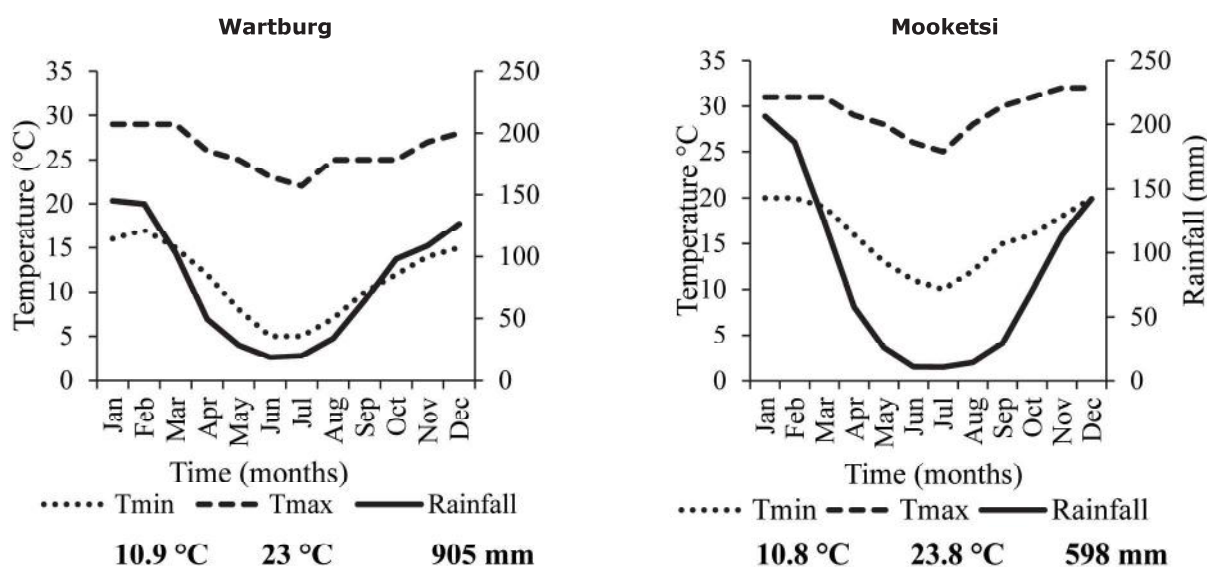 Wartburg
35
30
25
20
15
10
5
0
Temperature (°C)
250
200
150
100
50
0
Jan
Feb
Mar
Apr
May
Jun
Jul
Aug
Sep
Oct
Nov
Dec
Time (months)
Tmin Tmax Rainfall
10.9 °C 23 °C 905 mm
Mooketsi
35
30
25
20
15
10
5
0
Temperature °C
250
200
150
100
50
0
Rainfall (mm)
Jan
Feb
Mar
Apr
May
Jun
Jul
Aug
Sep
Oct
Nov
Dec
Time (months)
Tmin Tmax Rainfall
10.8 °C 23.8 °C 598 mm